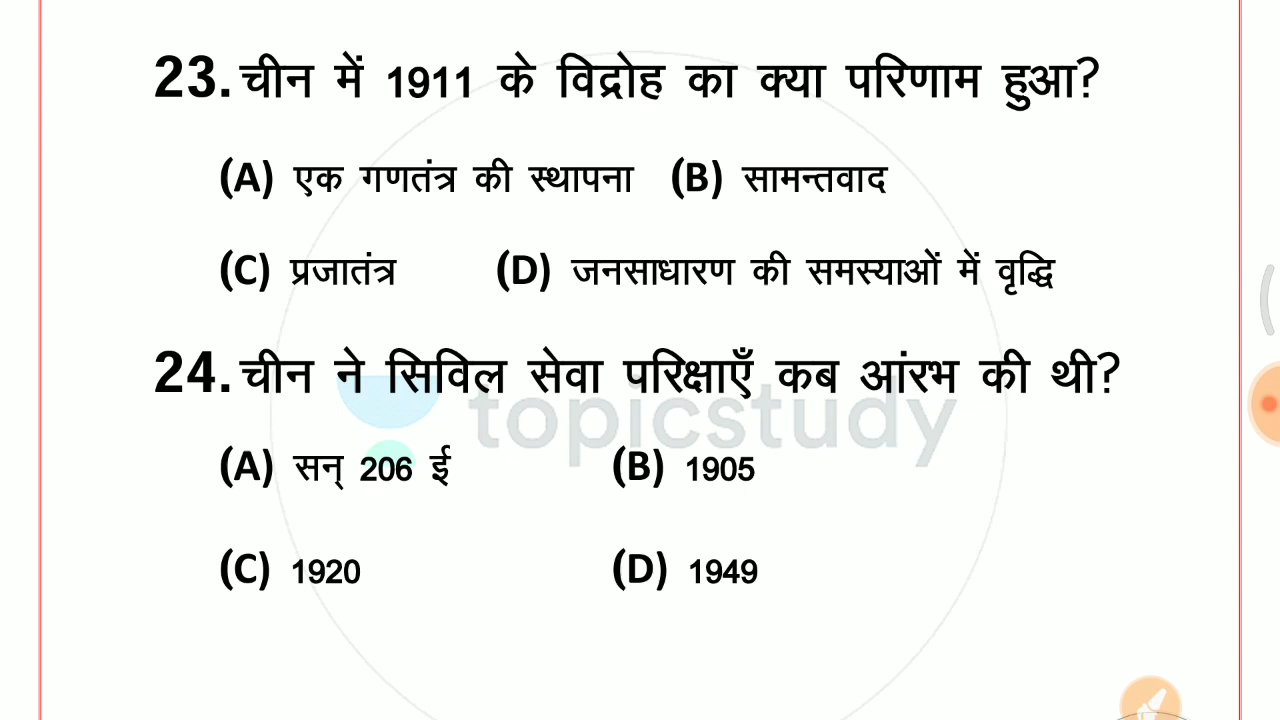 23. चीन में 1911 के विद्रोह का क्या परिणाम हुआ?
(A) एक गणतंत्र की स्थापना (B) सामन्तवाद
(C) प्रजातंत्र (D) जनसाधारण की समस्याओं में वृद्धि
24. चीन ने सिविल सेवा परिक्षाएँ कब आंरभ की थी?
topicstudy
(A) सन् 206 ई (B) 1905
(C) 1920 (D) 1949